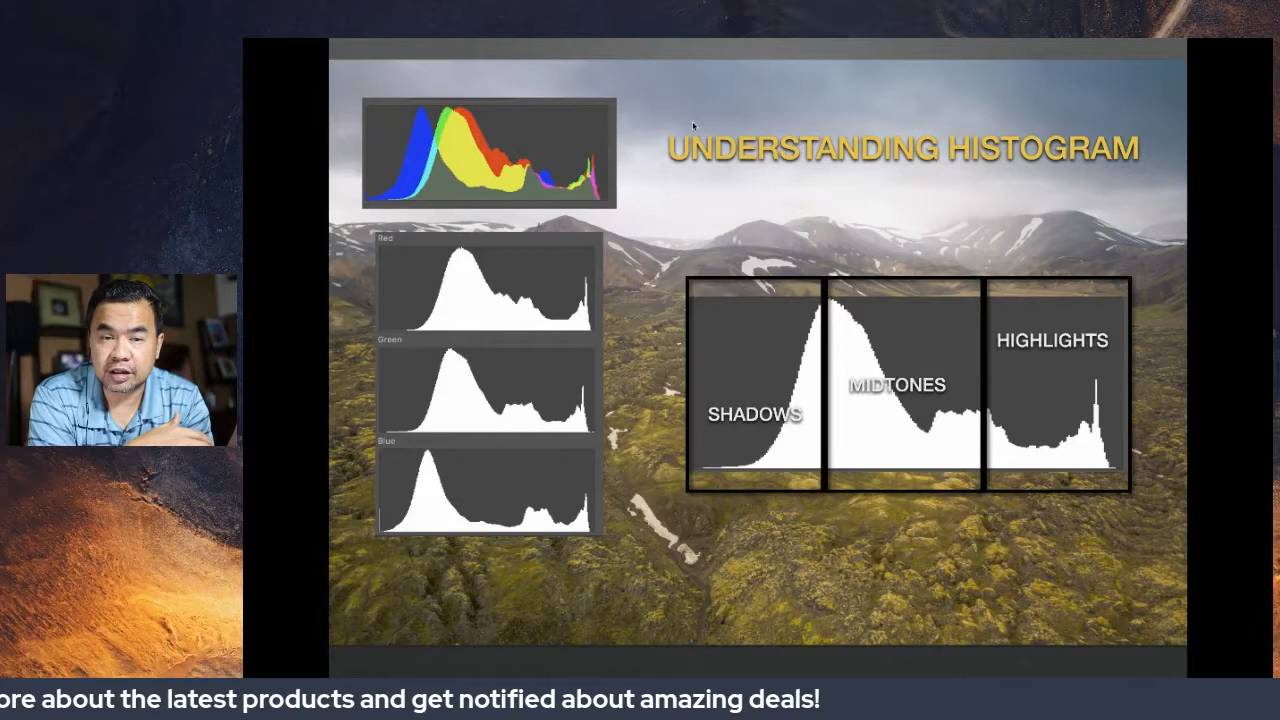 UNDERSTANDING HISTOGRAM
Red
Green
Blue
SHADOWS
MIDTONES
HIGHLIGHTS
ore about the latest products and get notified about amazing deals!